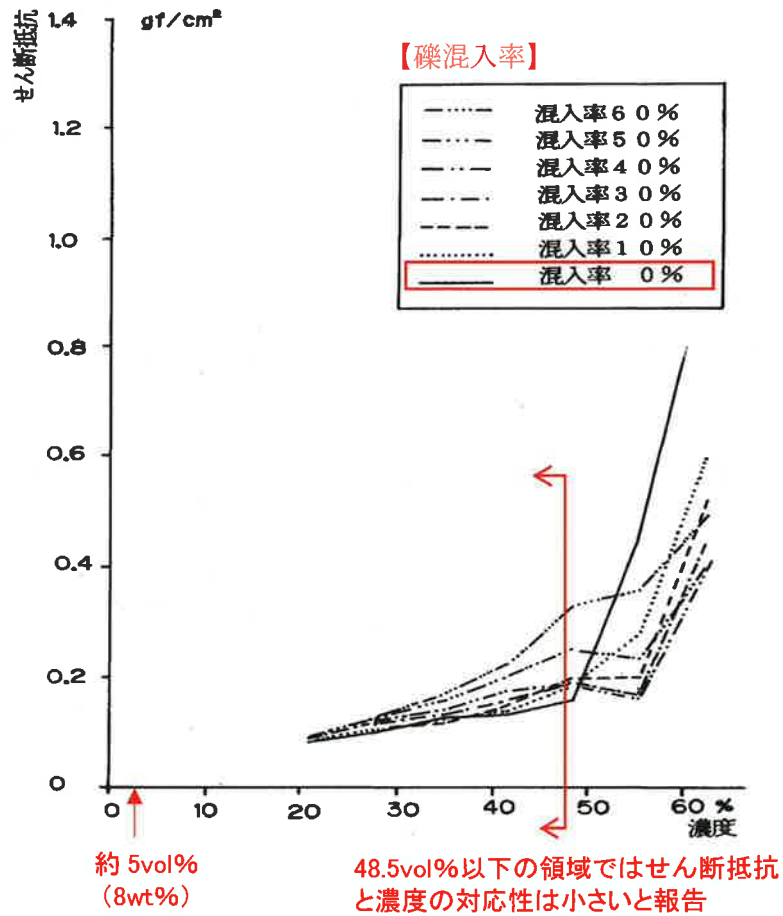 せん断抵抗
gf/cm²
1.4
1.2
1.0
0.8
0.6
0.4
0.2
0
【礫混入率】
混入率60%
混入率50%
混入率40%
混入率30%
混入率20%
混入率10%
混入率 0%
0 10 20 30 40 50 60 %
濃度
約 5vol%
(8wt%)
48.5vol%以下の領域ではせん断抵抗
と濃度の対応性は小さいと報告